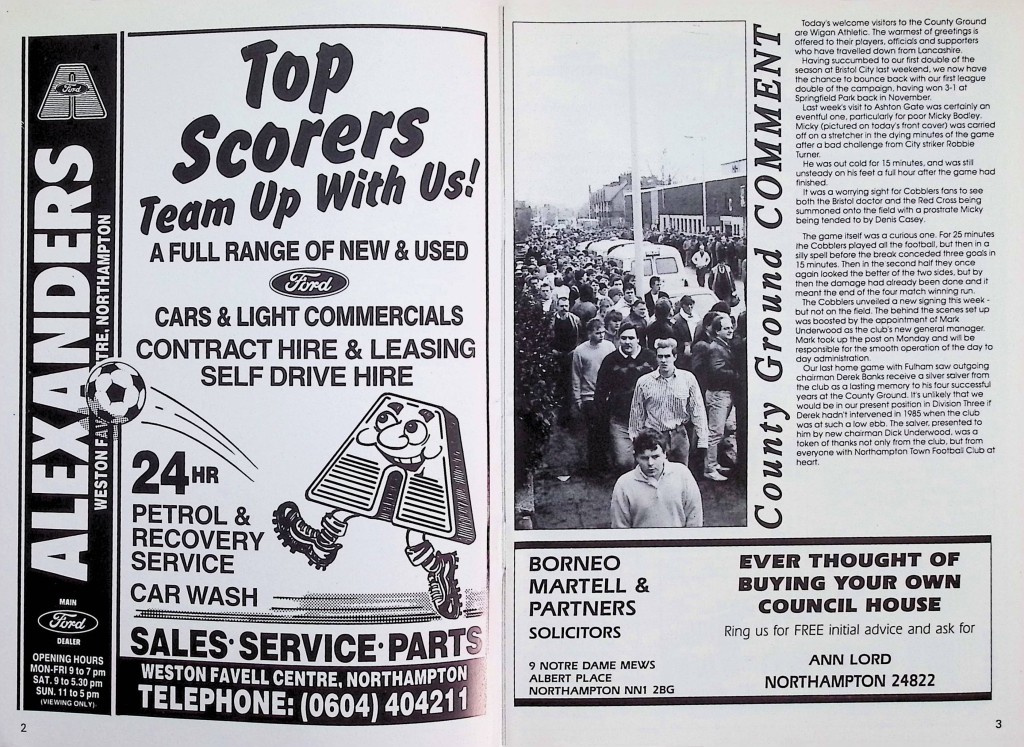 ALEXANDERS
WESTON FAV
TRE, NORTHAMPTON
Ford
MAIN
Ford
DEALER
OPENING HOURS
MON-FRI 9 to 7 pm
SAT. 9 to 5.30 pm
SUN. 11 to 5 pm
(VIEWING ONLY)
Top
Scorers
Team Up With Us!
A FULL RANGE OF NEW & USED
Ford
CARS & LIGHT COMMERCIALS
CONTRACT HIRE & LEASING
SELF DRIVE HIRE
24HR
PETROL &
RECOVERY
SERVICE
CAR WASH
SALES·SERVICE·PARTS
WESTON FAVELL CENTRE, NORTHAMPTON
TELEPHONE: (0604) 404211
2
County Ground COMMENT
Today's welcome visitors to the County Ground
are Wigan Athletic. The warmest of greetings is
offered to their players, officials and supporters
who have travelled down from Lancashire.
Having succumbed to our first double of the
season at Bristol City last weekend, we now have
the chance to bounce back with our first league
double of the campaign, having won 3-1 at
Springfield Park back in November.
Last week's visit to Ashton Gate was certainly an
eventful one, particularly for poor Micky Bodley.
Micky (pictured on today's front cover) was carried
off on a stretcher in the dying minutes of the game
after a bad challenge from City striker Robbie
Turner.
He was out cold for 15 minutes, and was still
unsteady on his feet a full hour after the game had
finished.
It was a worrying sight for Cobblers fans to see
both the Bristol doctor and the Red Cross being
summoned onto the field with a prostrate Micky
being tended to by Denis Casey.
The game itself was a curious one. For 25 minutes
the Cobblers played all the football, but then in a
silly spell before the break conceded three goals in
15 minutes. Then in the second half they once
again looked the better of the two sides, but by
then the damage had already been done and it
meant the end of the four match winning run.
The Cobblers unveiled a new signing this week -
but not on the field. The behind the scenes set up
was boosted by the appointment of Mark
Underwood as the club's new general manager.
Mark took up the post on Monday and will be
responsible for the smooth operation of the day to
day administration.
Our last home game with Fulham saw outgoing
chairman Derek Banks receive a silver salver from
the club as a lasting memory to his four successful
years at the County Ground. It's unlikely that we
would be in our present position in Division Three if
Derek hadn't intervened in 1985 when the club
was at such a low ebb. The salver, presented to
him by new chairman Dick Underwood, was a
token of thanks not only from the club, but from
everyone with Northampton Town Football Club at
heart.
BORNEO
MARTELL &
PARTNERS
SOLICITORS
9 NOTRE DAME MEWS
ALBERT PLACE
NORTHAMPTON NN1 2BG
EVER THOUGHT OF
BUYING YOUR OWN
COUNCIL HOUSE
Ring us for FREE initial advice and ask for
ANN LORD
NORTHAMPTON 24822
3